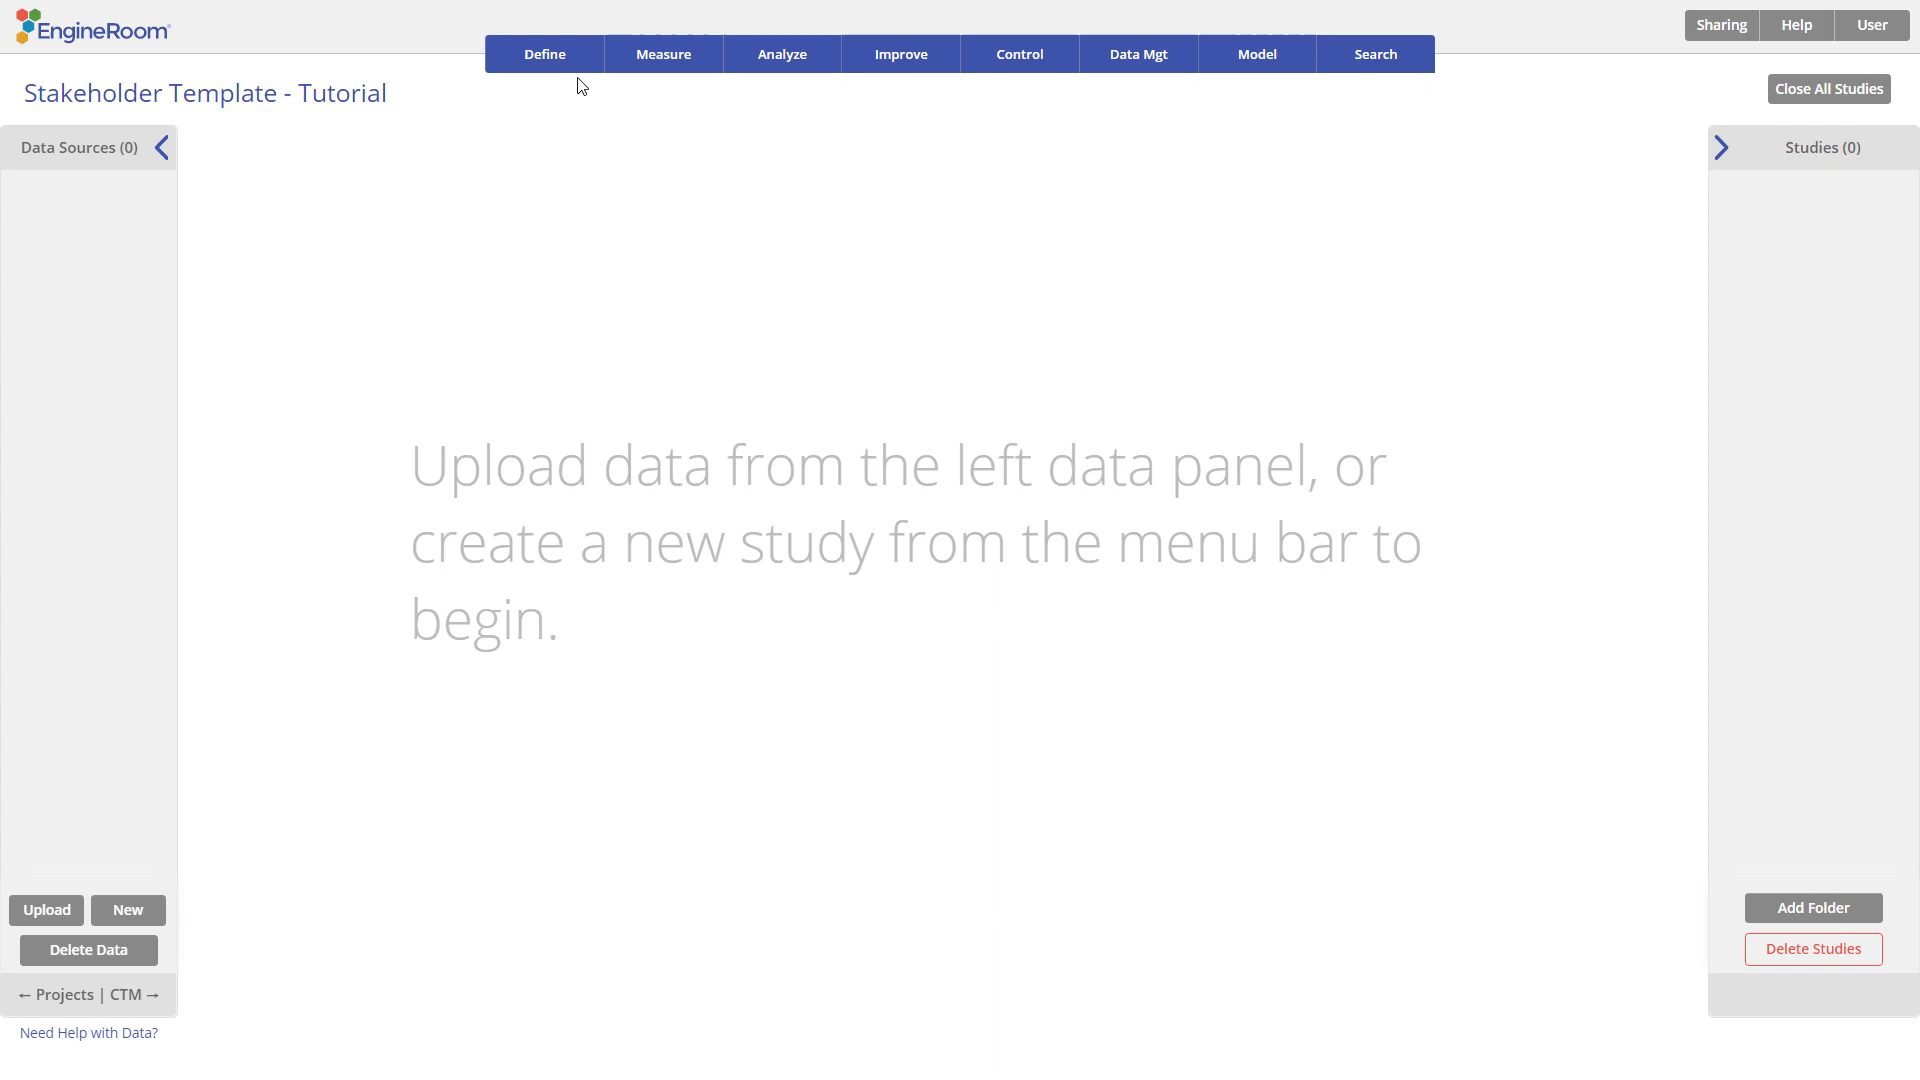 EngineRoom®
Sharing
Help
User
Define
Measure
Analyze
Improve
Control
Data Mgt
Model
Search
Stakeholder Template - Tutorial
Close All Studies
Data Sources (0)
Studies (0)
Upload data from the left data panel, or
create a new study from the menu bar to
begin.
Upload
New
Delete Data
← Projects | CTM →
Need Help with Data?
Add Folder
Delete Studies